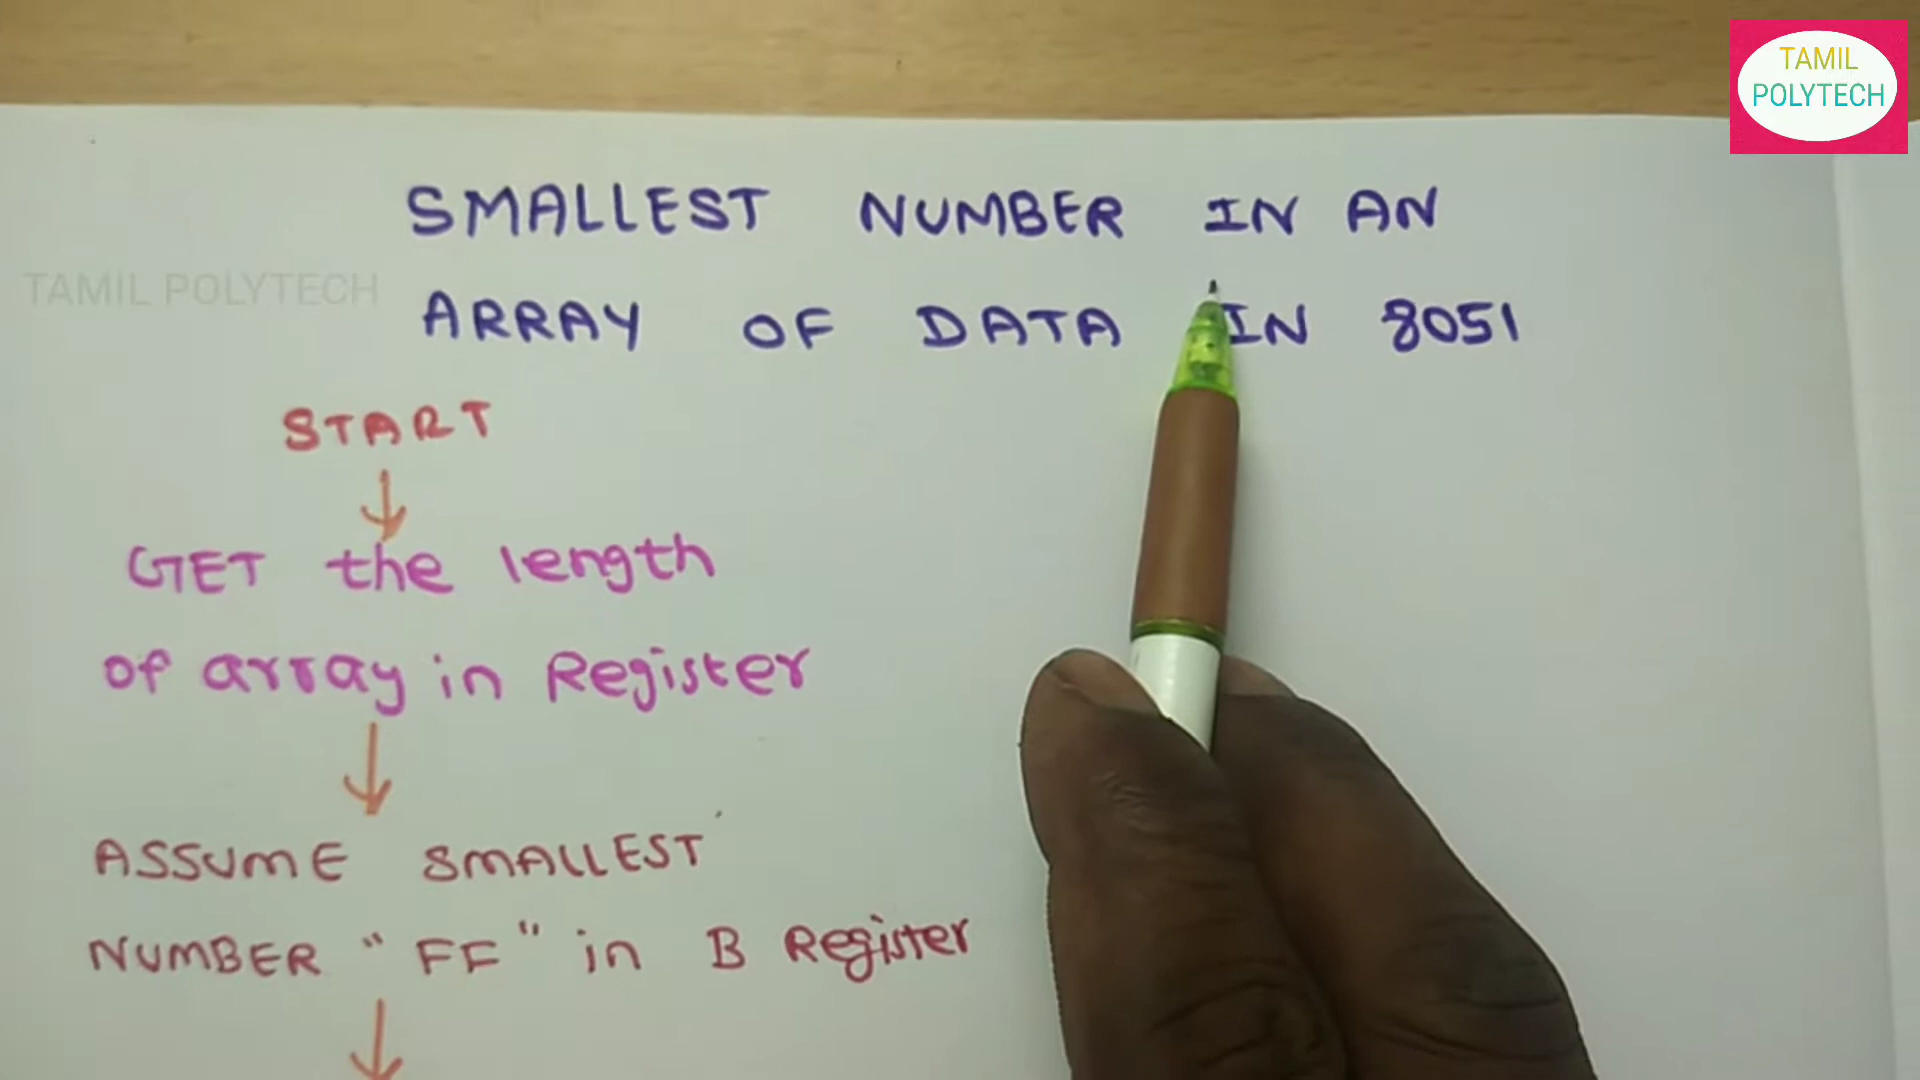 TAMIL
POLYTECH
SMALLEST NUMBER IN AN
TAMIL POLYTECH
ARRAY OF DATA IN 8051
START
GET the length
of array in Register
ASSUME SMALLEST
NUMBER "FF" in B Register